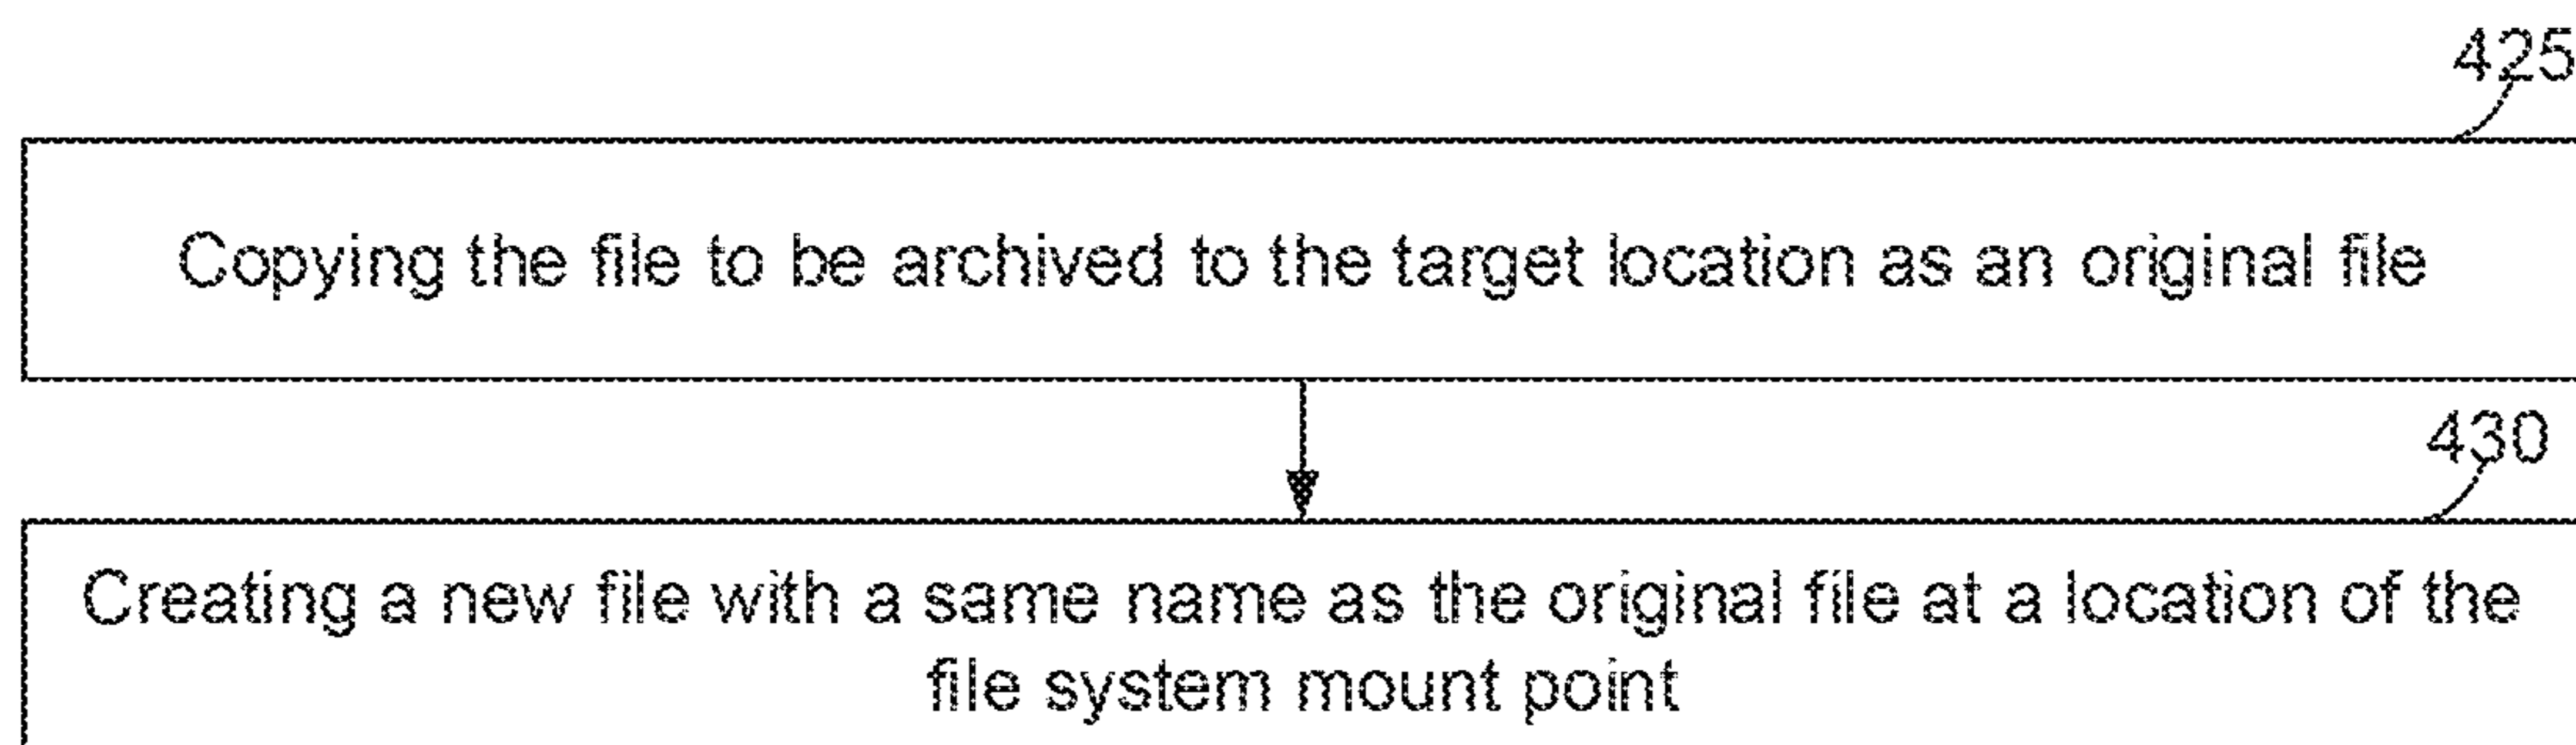 425
Copying the file to be archived to the target location as an original file
430
Creating a new file with a same name as the original file at a location of the
file system mount point